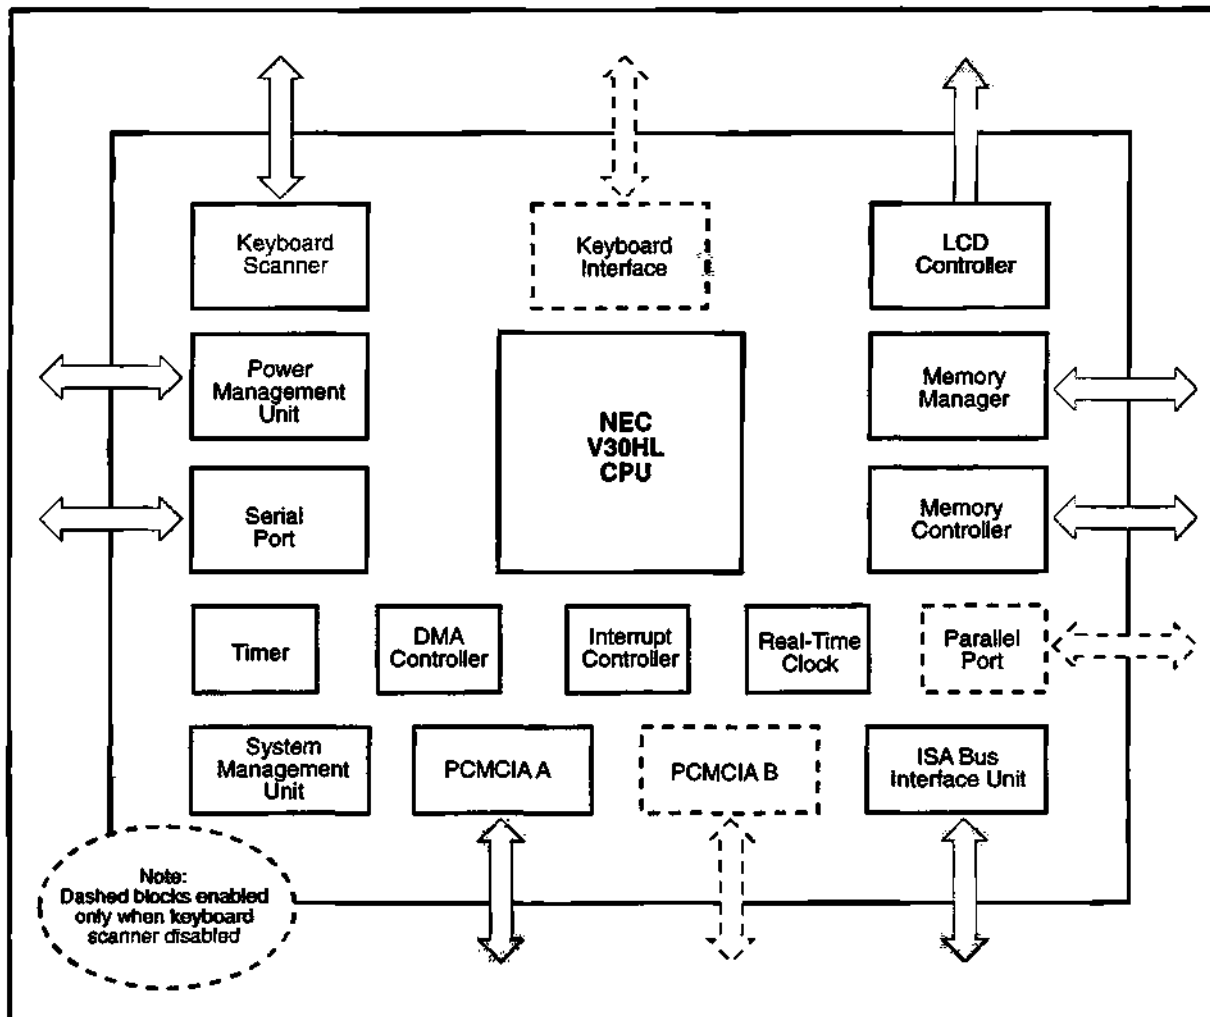 Keyboard
Scanner
Keyboard
Interface
LCD
Controller
Power
Management
Unit
NEC
V30HL
CPU
Memory
Manager
Serial
Port
Memory
Controller
Timer
DMA
Controller
Interrupt
Controller
Real-Time
Clock
Parallel
Port
System
Management
Unit
PCMCIA A
PCMCIA B
ISA Bus
Interface Unit
Note:
Dashed blocks enabled
only when keyboard
scanner disabled